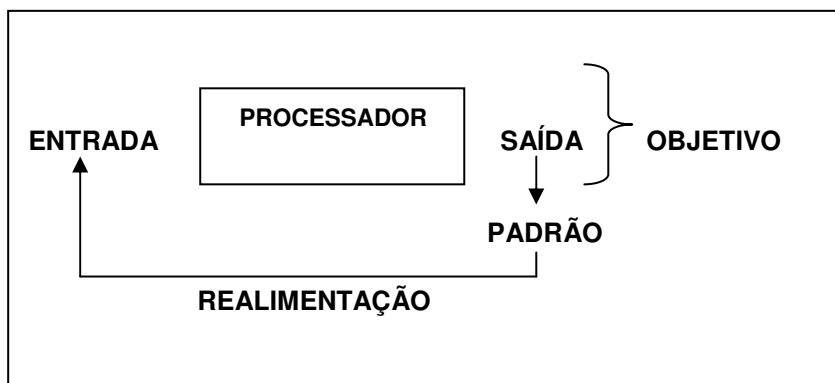 PROCESSADOR
ENTRADA SAÍDA OBJETIVO
PADRÃO
REALIMENTAÇÃO